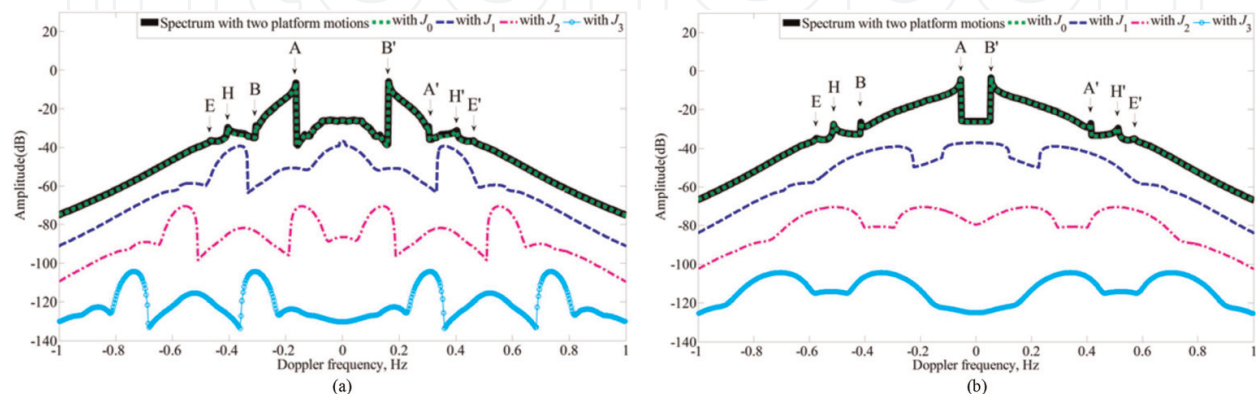 Spectrum with two platform motions with J0 with J1 with J2 with J3
20
0
-20
-40
-60
-80
-100
-120
-140
Amplitude(dB)
E H B A B' A' H' E'
-1 -0.8 -0.6 -0.4 -0.2 0 0.2 0.4 0.6 0.8 1
Doppler frequency, Hz
(a)
Spectrum with two platform motions with J0 with J1 with J2 with J3
20
0
-20
-40
-60
-80
-100
-120
-140
Amplitude(dB)
E H B A B' A' H' E'
-1 -0.8 -0.6 -0.4 -0.2 0 0.2 0.4 0.6 0.8 1
Doppler frequency, Hz
(b)